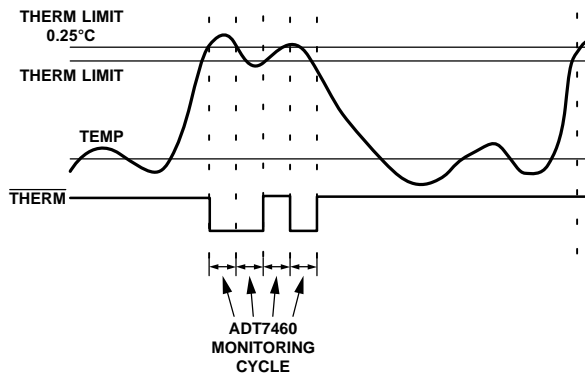 THERM LIMIT
0.25°C
THERM LIMIT
TEMP
THERM
ADT7460
MONITORING
CYCLE